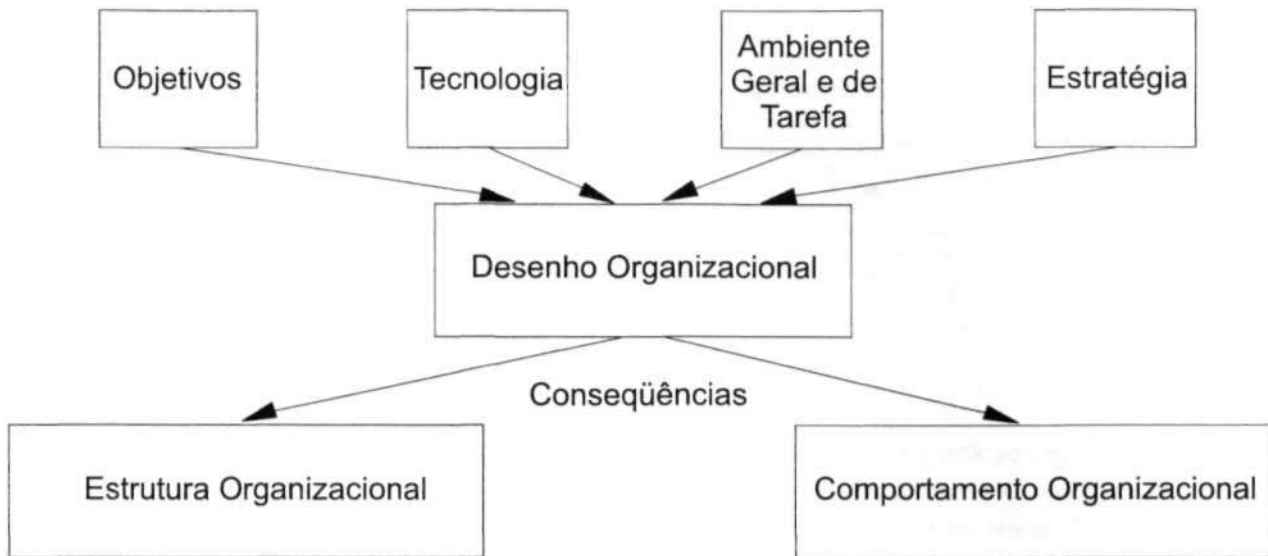 Objetivos
Tecnologia
Ambiente
Geral e de
Tarefa
Estratégia
Desenho Organizacional
Conseqüências
Estrutura Organizacional
Comportamento Organizacional